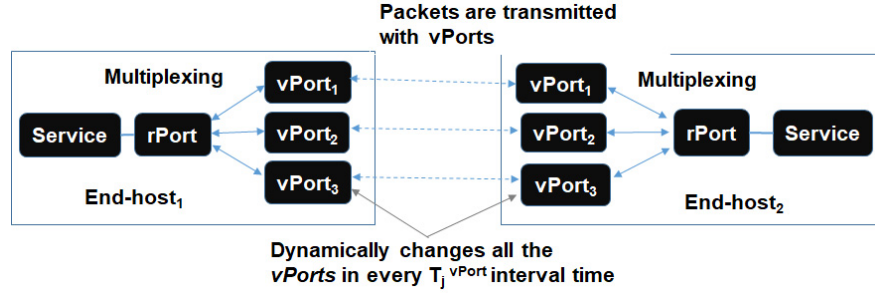 Packets are transmitted
with vPorts
Multiplexing
vPort1
vPort2
vPort3
Service
rPort
End-host1
vPort1
vPort2
vPort3
Multiplexing
rPort
Service
End-host2
Dynamically changes all the
vPorts in every Tj vPort interval time